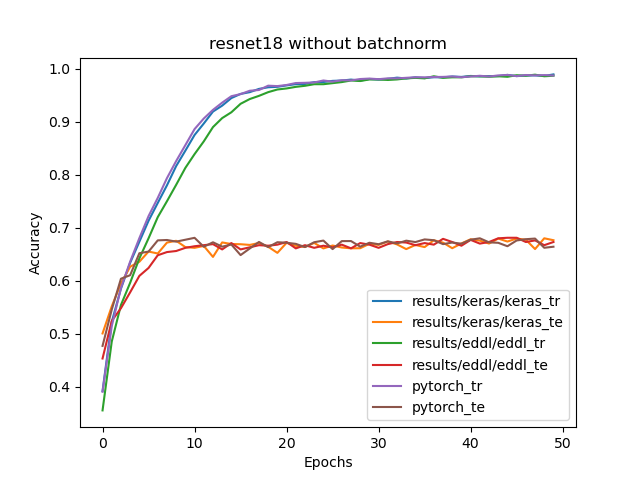 resnet18 without batchnorm
1.0
0.9
0.8
0.7
0.6
0.5
0.4
Accuracy
results/keras/keras_tr
results/keras/keras_te
results/eddl/eddl_tr
results/eddl/eddl_te
pytorch_tr
pytorch_te
0 10 20 30 40 50
Epochs